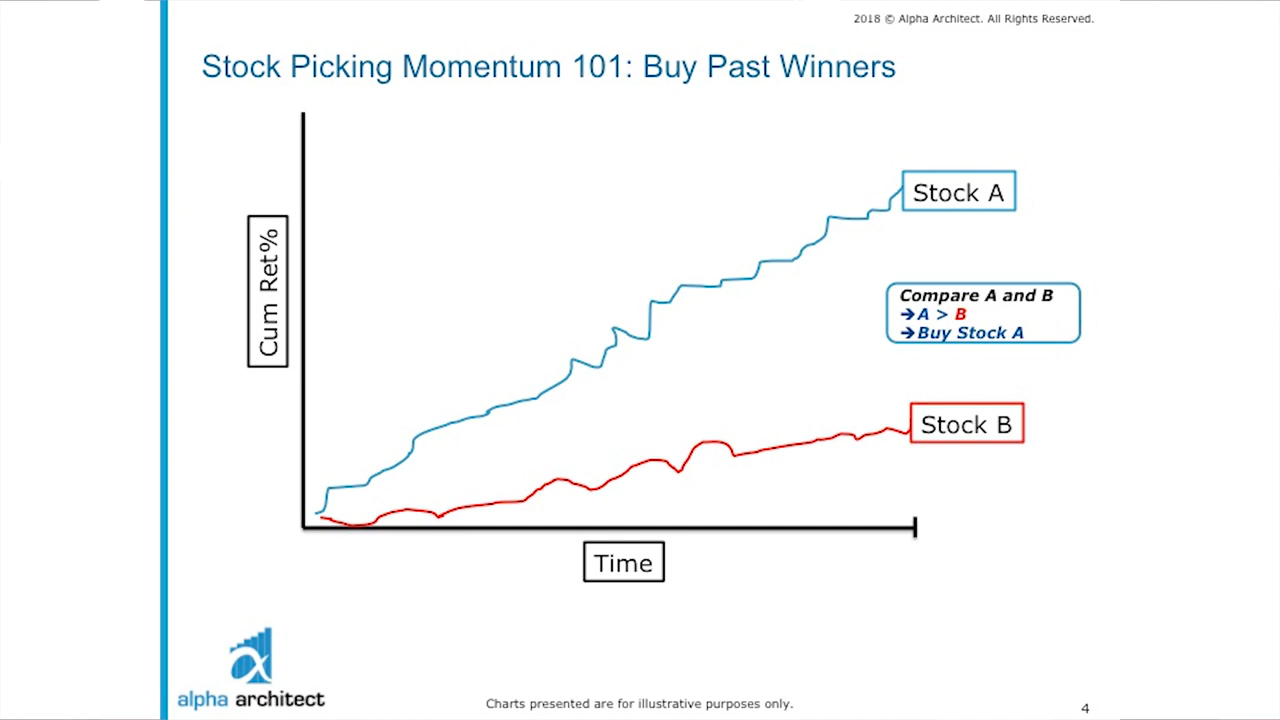 2018 © Alpha Architect. All Rights Reserved.
Stock Picking Momentum 101: Buy Past Winners
Stock A
Cum Ret%
Compare A and B
→A > B
→Buy Stock A
Stock B
Time
alpha architect
Charts presented are for illustrative purposes only.
4